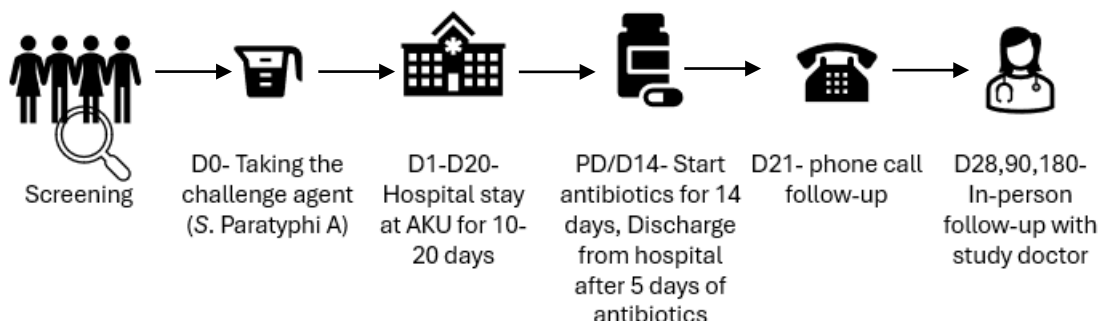 Screening
D0- Taking the
challenge agent
(S. Paratyphi A)
D1-D20-
Hospital stay
at AKU for 10-
20 days
PD/D14- Start
antibiotics for 14
days, Discharge
from hospital
after 5 days of
antibiotics
D21- phone call
follow-up
D28,90,180-
In-person
follow-up with
study doctor